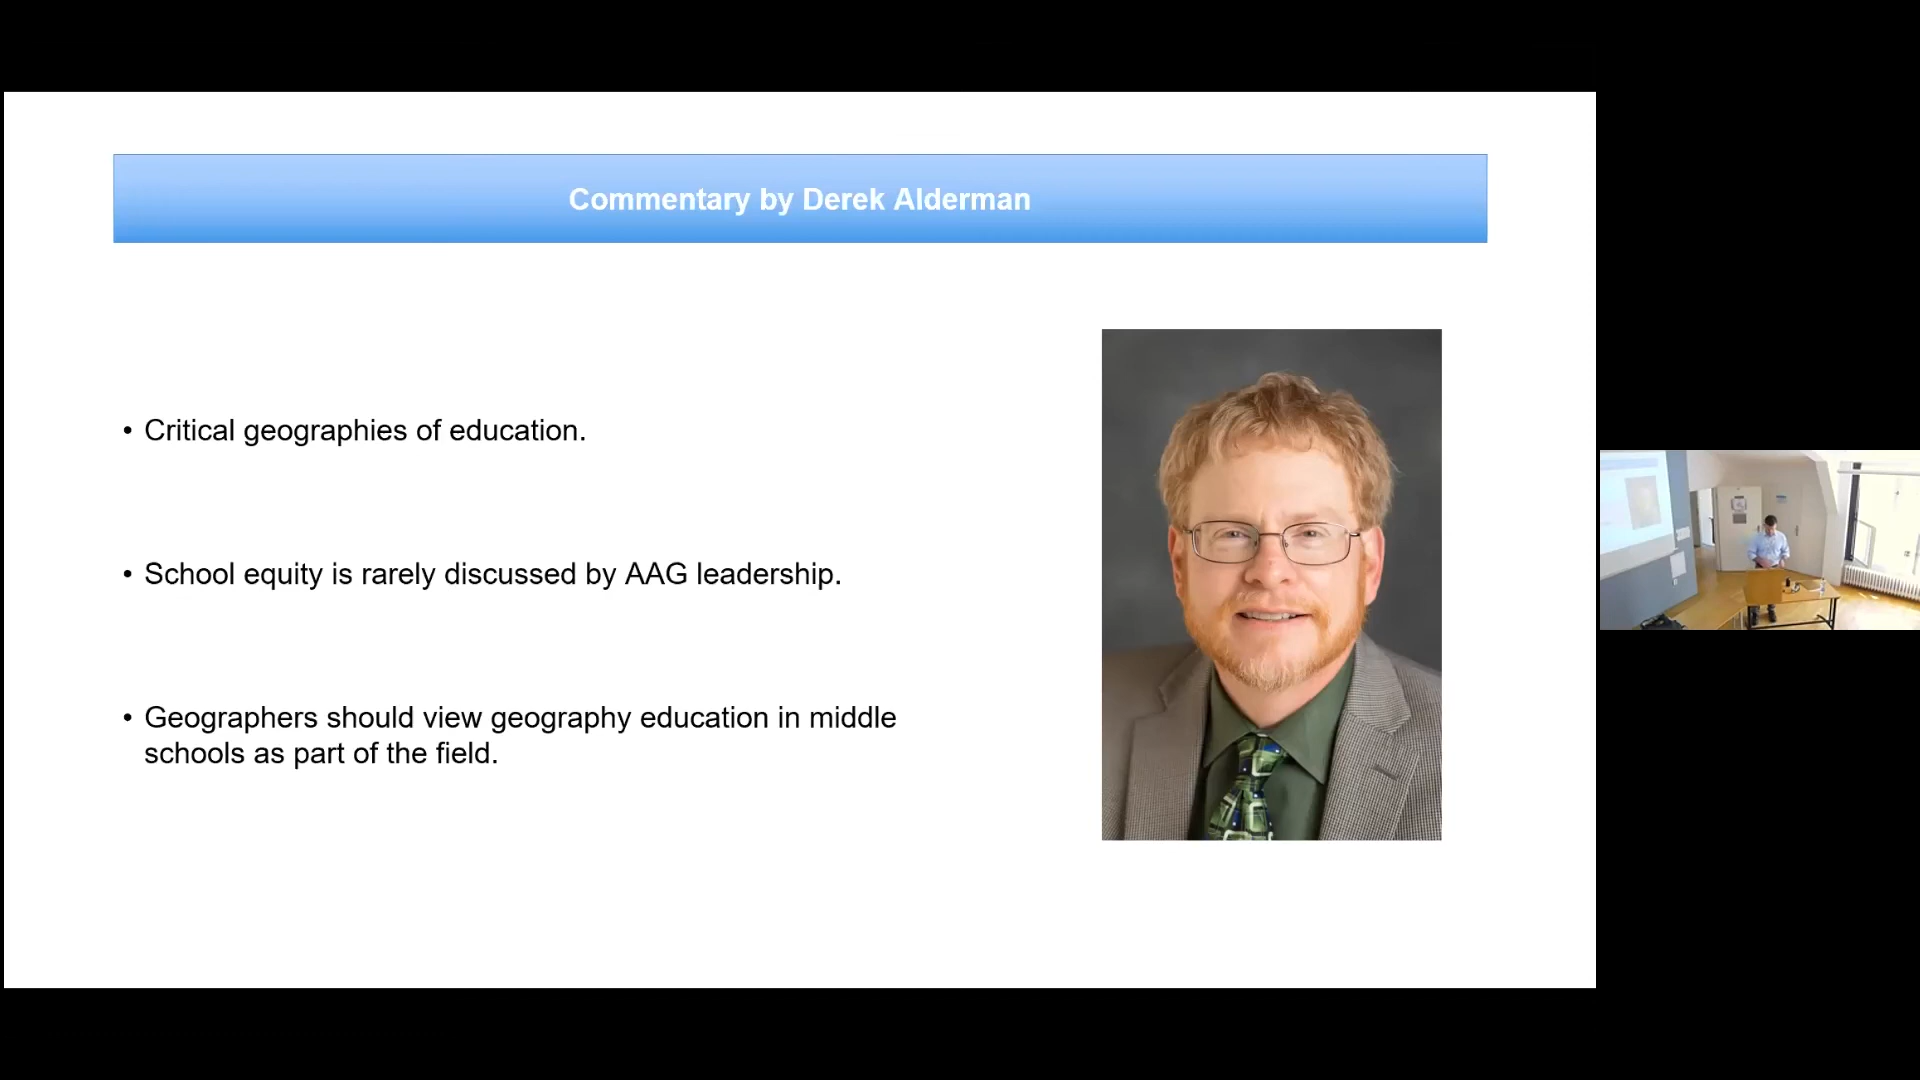 Commentary by Derek Alderman
• Critical geographies of education.
• School equity is rarely discussed by AAG leadership.
• Geographers should view geography education in middle
schools as part of the field.